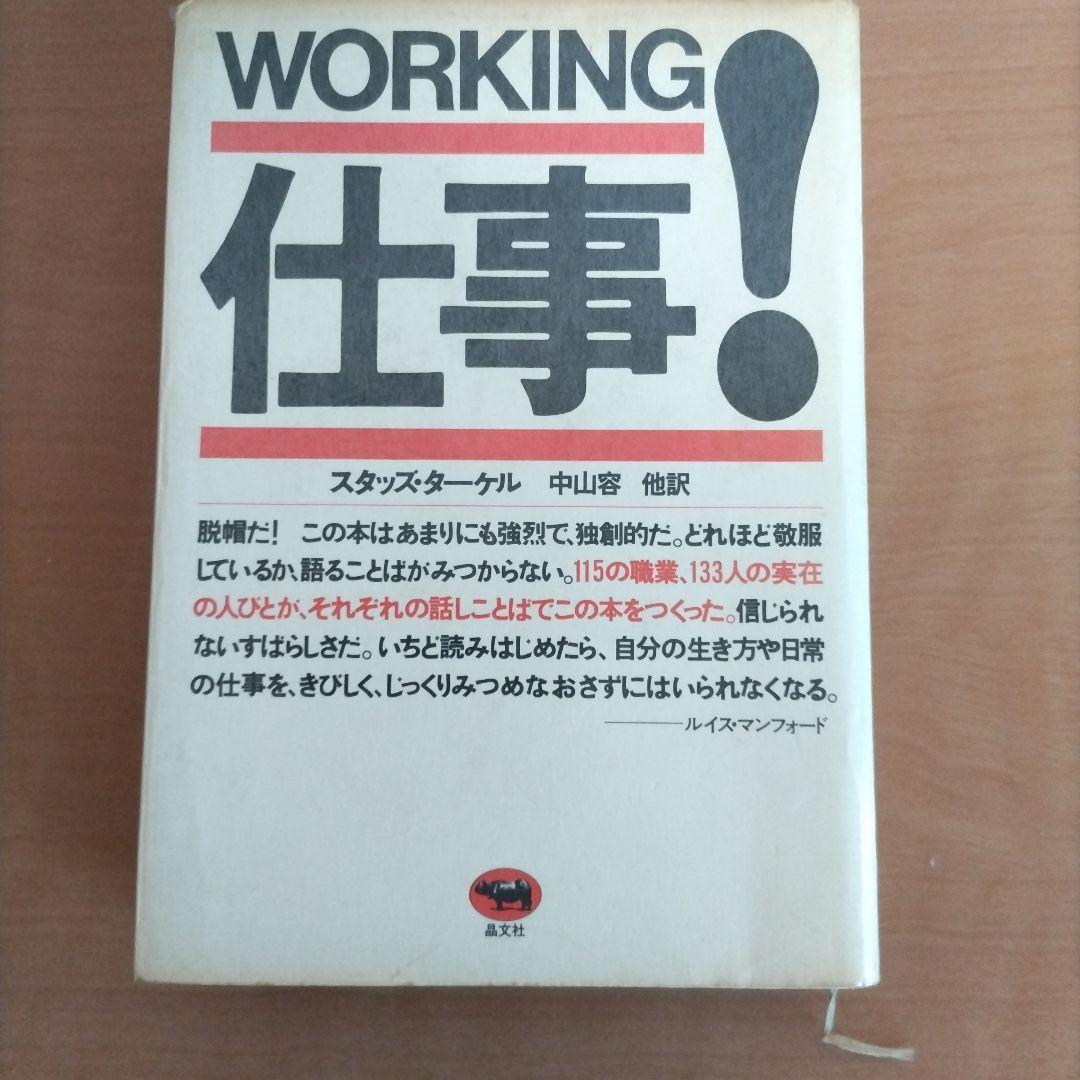 WORKING
仕事!
スタッズ・ターケル 中山容 他訳
脱帽だ! この本はあまりにも強烈で、独創的だ。どれほど敬服
しているか、語ることばがみつからない。115の職業、133人の実在
の人びとが、それぞれの話しことばでこの本をつくった。信じられ
ないすばらしさだ。いちど読みはじめたら、自分の生き方や日常
の仕事を、きびしく、じっくりみつめなおさずにはいられなくなる。
———ルイス・マンフォード
晶文社